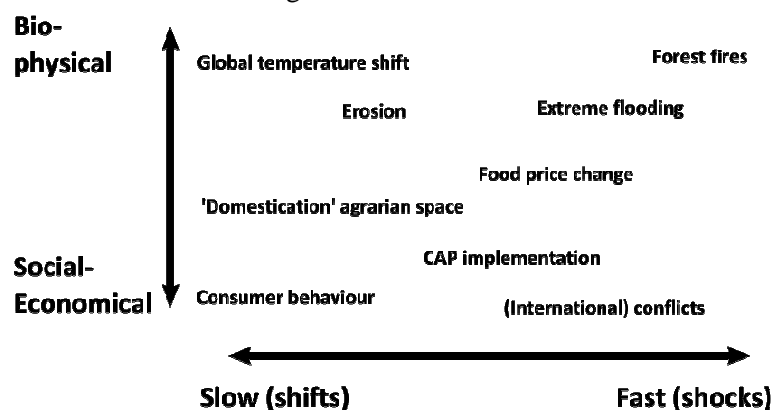 Bio-
physical
Global temperature shift
Forest fires
Erosion
Extreme flooding
Food price change
'Domestication' agrarian space
CAP implementation
Social-
Economical
Consumer behaviour
(International) conflicts
Slow (shifts)
Fast (shocks)